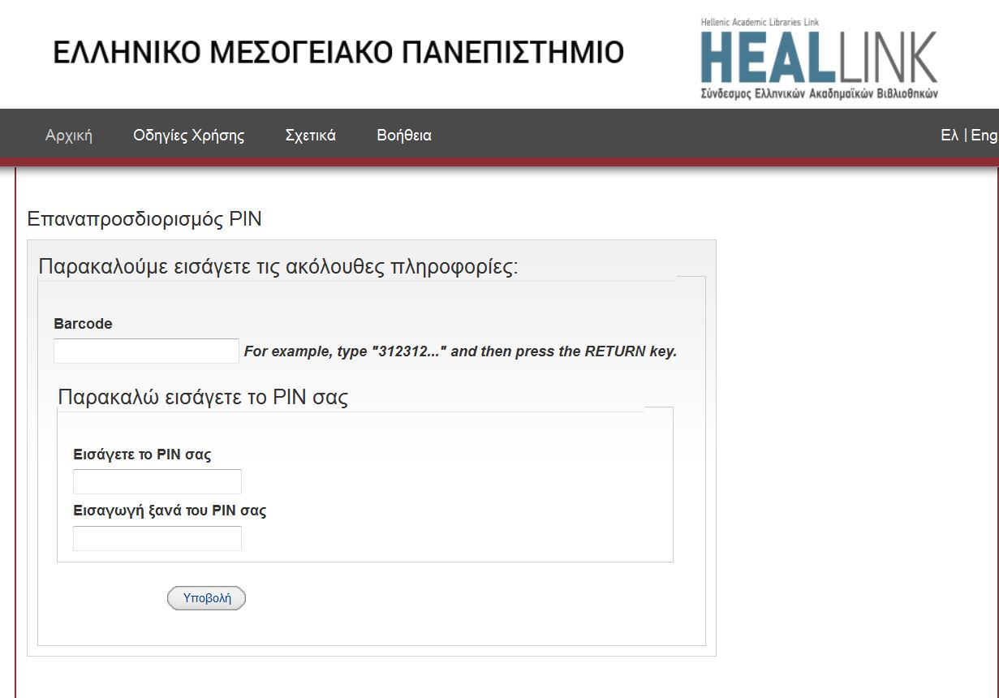 Hellenic Academic Libraries Link
ΕΛΛΗΝΙΚΟ ΜΕΣΟΓΕΙΑΚΟ ΠΑΝΕΠΙΣΤΗΜΙΟ
HEALLINK
Σύνδεσμος Ελληνικών Ακαδημαϊκών Βιβλιοθηκών
Αρχική Οδηγίες Χρήσης Σχετικά Βοήθεια Ελ | Eng
Επαναπροσδιορισμός PIN
Παρακαλούμε εισάγετε τις ακόλουθες πληροφορίες:
Barcode
For example, type "312312..." and then press the RETURN key.
Παρακαλώ εισάγετε το PIN σας
Εισάγετε το PIN σας
Εισαγωγή ξανά του PIN σας
Υποβολή